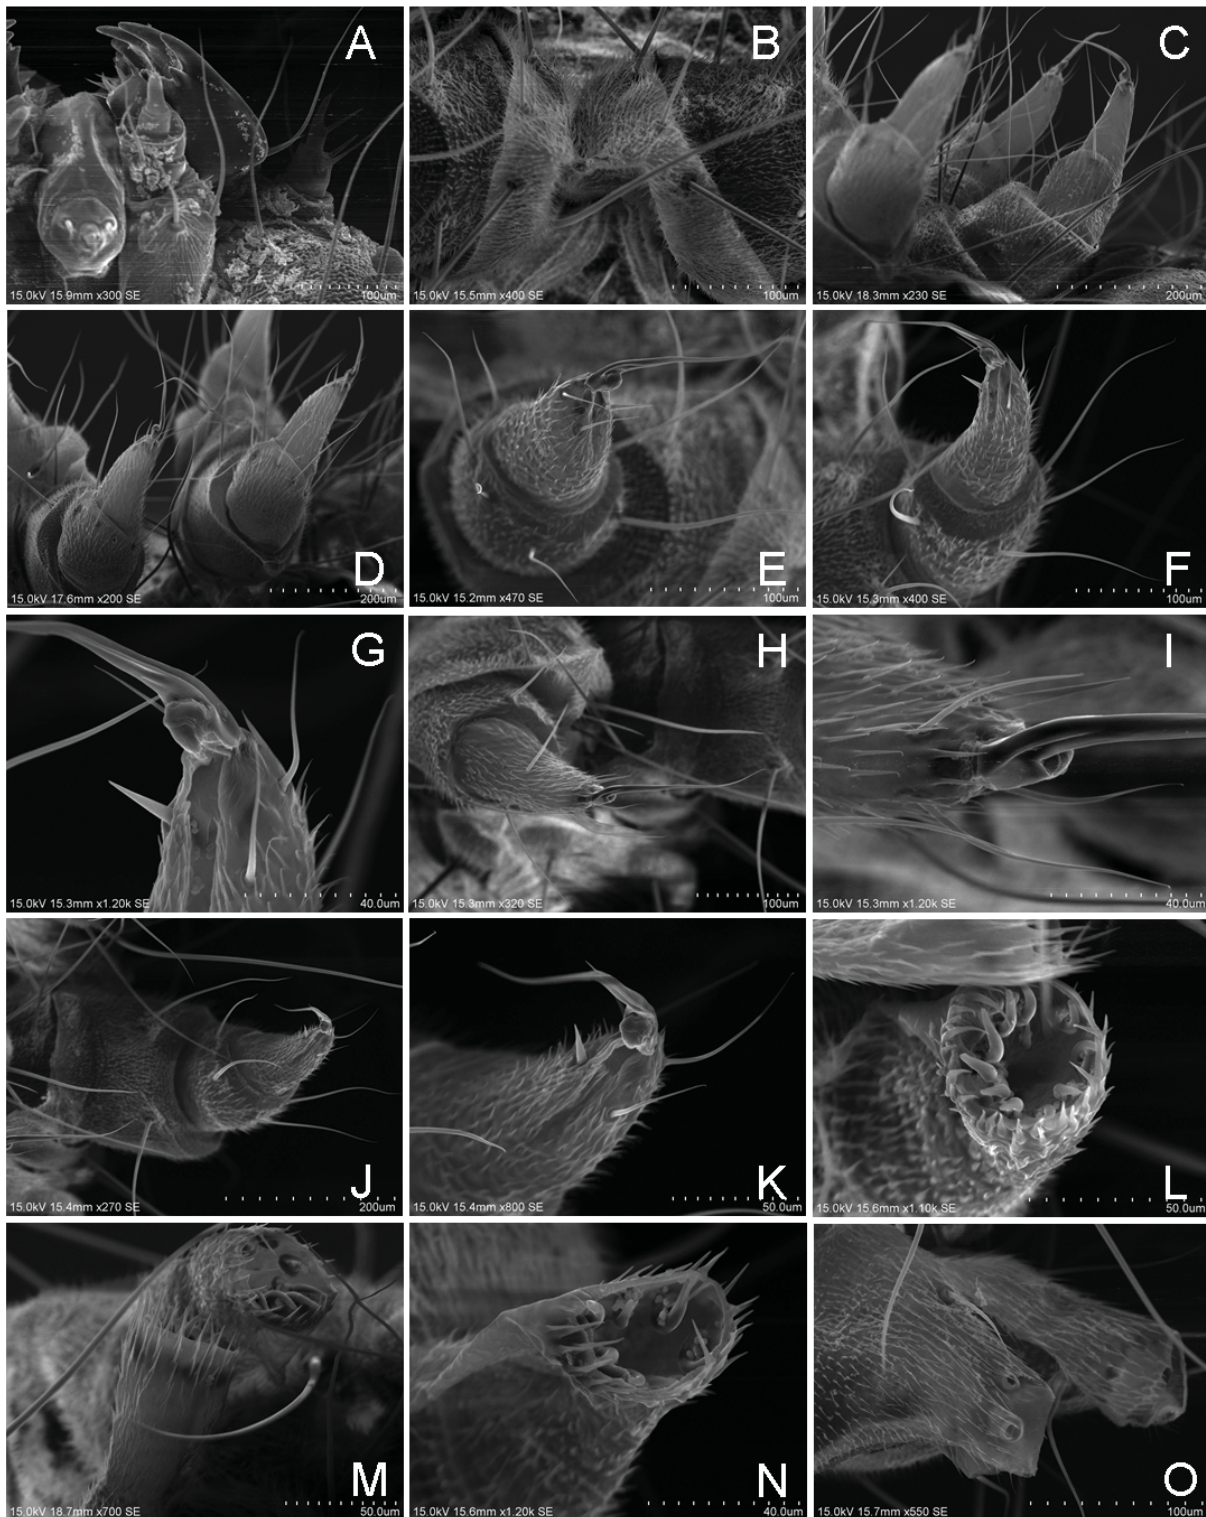 A
15.0kV 15.9mm x300 SE 100um
B
15.0kV 15.5mm x400 SE 100um
C
15.0kV 18.3mm x230 SE 200um
D
15.0kV 17.6mm x200 SE 200um
E
15.0kV 15.2mm x470 SE 100um
F
15.0kV 15.3mm x400 SE 100um
G
15.0kV 15.3mm x1.20k SE 40.0um
H
15.0kV 15.3mm x320 SE 100um
I
15.0kV 15.3mm x1.20k SE 40.0um
J
15.0kV 15.4mm x270 SE 200um
K
15.0kV 15.4mm x800 SE 50.0um
L
15.0kV 15.6mm x1.10k SE 50.0um
M
15.0kV 18.7mm x700 SE 50.0um
N
15.0kV 15.6mm x1.20k SE 40.0um
O
15.0kV 15.7mm x550 SE 100um